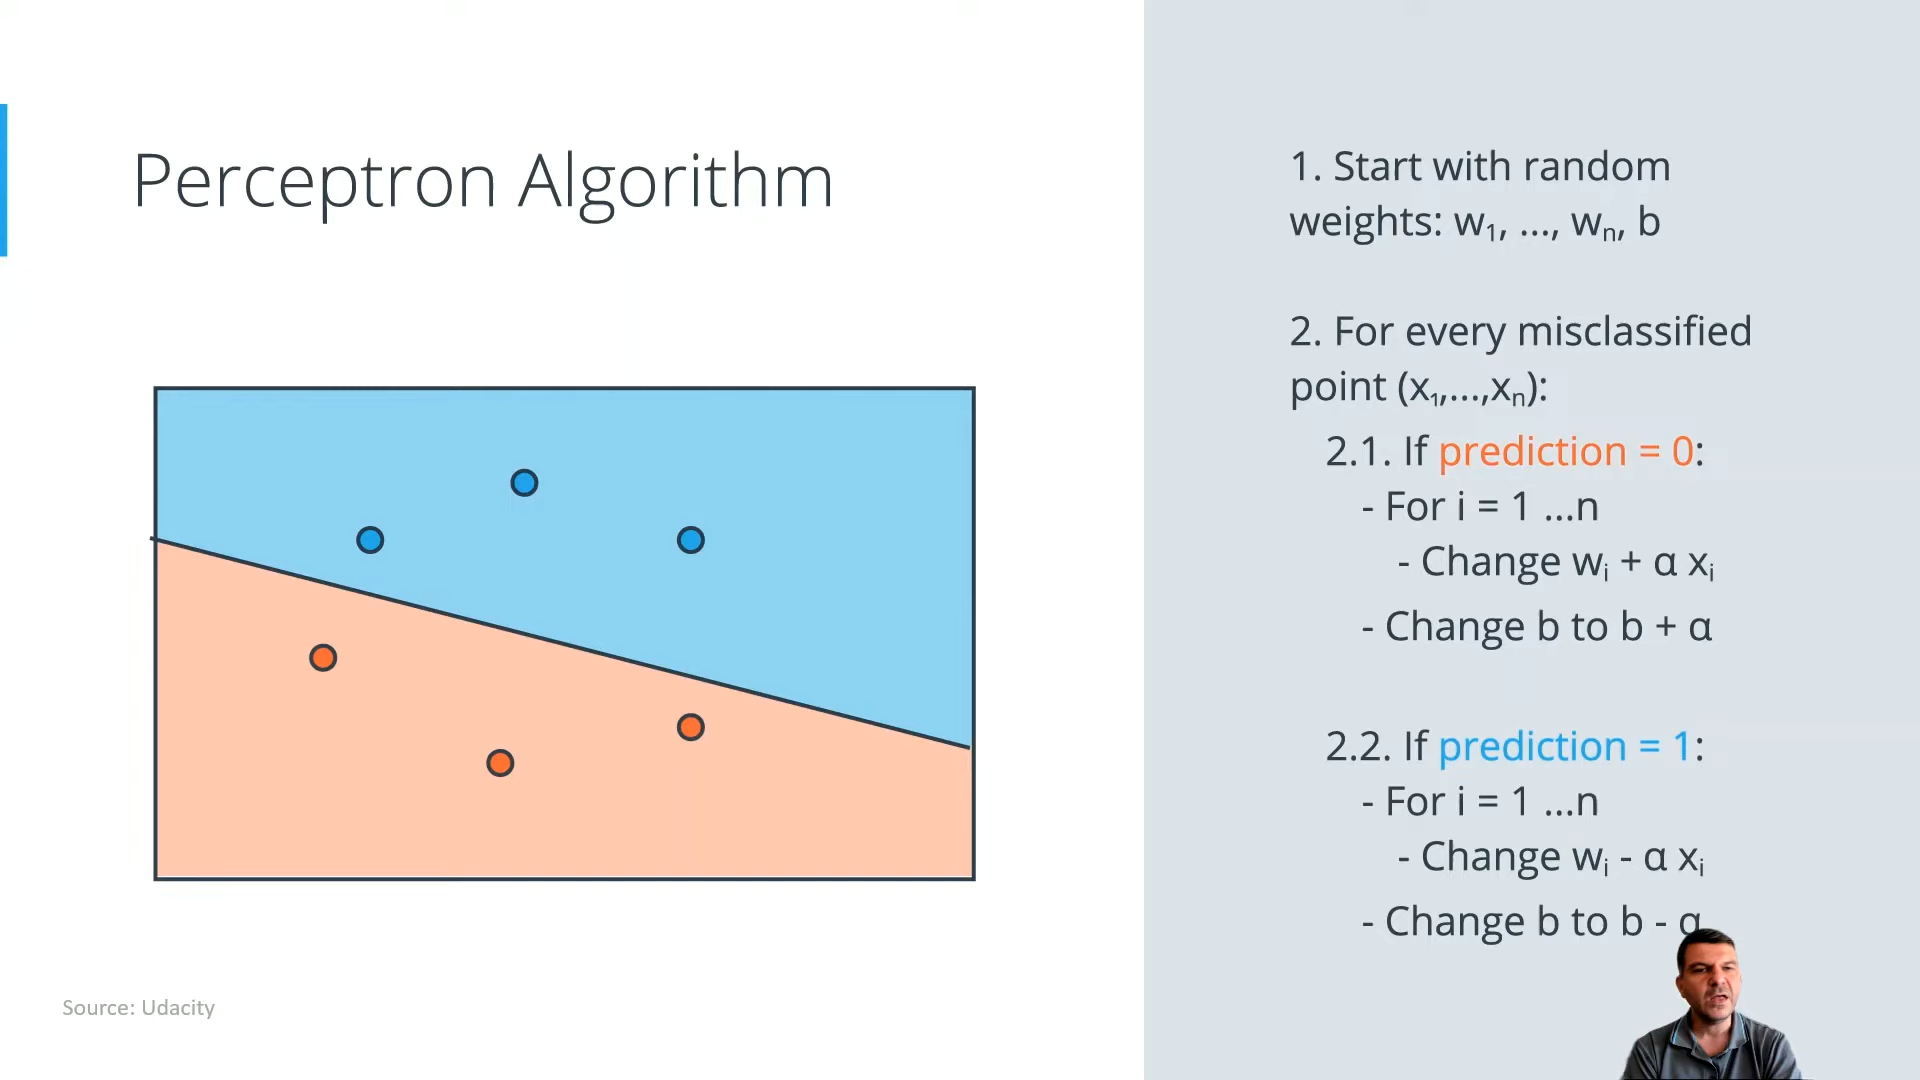 Perceptron Algorithm
1. Start with random
weights: w₁, ..., wₙ, b
2. For every misclassified
point (x₁,...,xₙ):
2.1. If prediction = 0:
- For i = 1 ...n
- Change wᵢ + α xᵢ
- Change b to b + α
2.2. If prediction = 1:
- For i = 1 ...n
- Change wᵢ - α xᵢ
- Change b to b - α
Source: Udacity